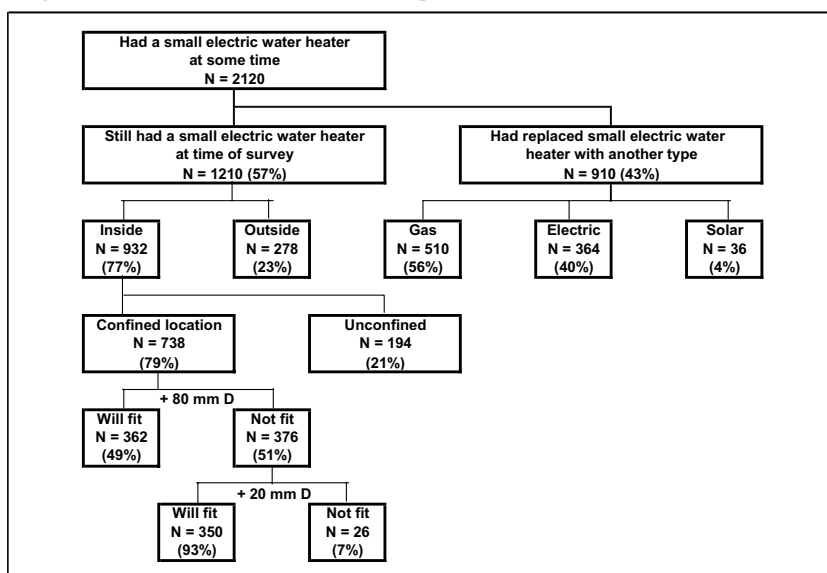 Had a small electric water heater
at some time
N = 2120
Still had a small electric water heater
at time of survey
N = 1210 (57%)
Had replaced small electric water
heater with another type
N = 910 (43%)
Inside
N = 932
(77%)
Outside
N = 278
(23%)
Gas
N = 510
(56%)
Electric
N = 364
(40%)
Solar
N = 36
(4%)
Confined location
N = 738
(79%)
Unconfined
N = 194
(21%)
+ 80 mm D
Will fit
N = 362
(49%)
Not fit
N = 376
(51%)
+ 20 mm D
Will fit
N = 350
(93%)
Not fit
N = 26
(7%)